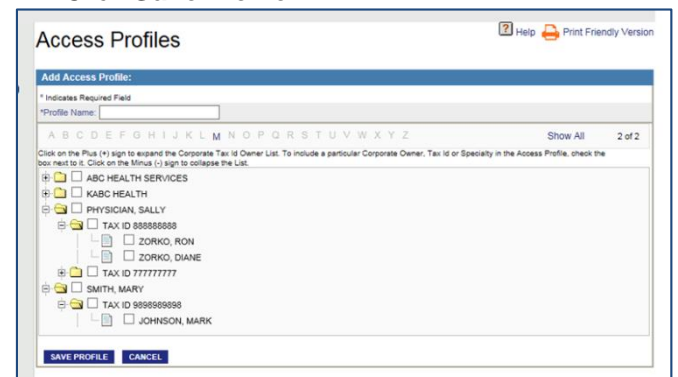 Access Profiles
? Help Print Friendly Version
Add Access Profile:
* Indicates Required Field
*Profile Name:
A B C D E F G H I J K L M N O P Q R S T U V W X Y Z Show All 2 of 2
Click on the Plus (+) sign to expand the Corporate Tax Id Owner List. To include a particular Corporate Owner, Tax Id or Specialty in the Access Profile, check the
box next to it. Click on the Minus (-) sign to collapse the List.
ABC HEALTH SERVICES
KABC HEALTH
PHYSICIAN, SALLY
TAX ID 888888888
ZORKO, RON
ZORKO, DIANE
TAX ID 777777777
SMITH, MARY
TAX ID 9898989898
JOHNSON, MARK
SAVE PROFILE CANCEL